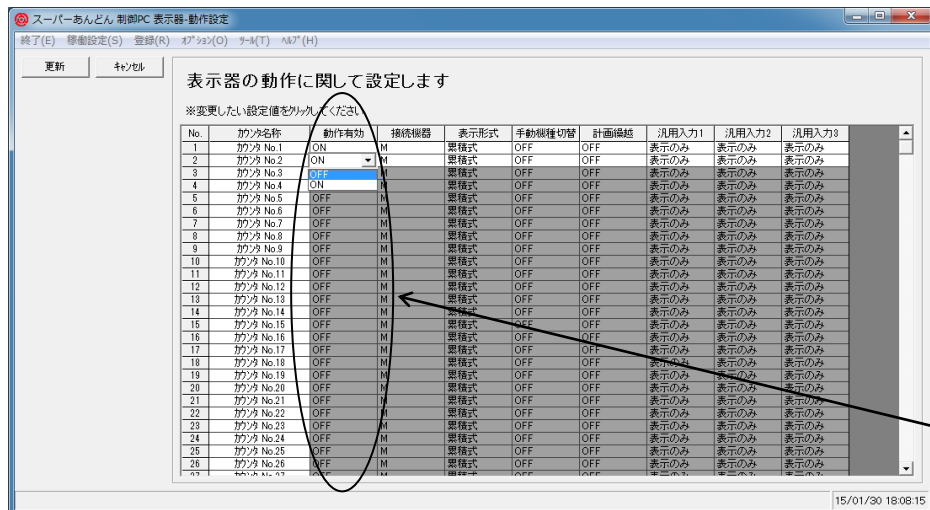 スーパーあんどん 制御PC 表示器-動作設定
終了(E) 稼働設定(S) 登録(R) ｵﾌﾟｼｮﾝ(O) ﾂｰﾙ(T) ﾍﾙﾌﾟ(H)
更新 ｷｬﾝｾﾙ
表示器の動作に関して設定します
※変更したい設定値をｸﾘｯｸしてください
No. ｶｳﾝﾀ名称 動作有効 接続機器 表示形式 手動機種切替 計画繰越 汎用入力1 汎用入力2 汎用入力3
1 ｶｳﾝﾀ No.1 ON M 累積式 OFF OFF 表示のみ 表示のみ 表示のみ
2 ｶｳﾝﾀ No.2 ON M 累積式 OFF OFF 表示のみ 表示のみ 表示のみ
3 ｶｳﾝﾀ No.3 OFF M 累積式 OFF OFF 表示のみ 表示のみ 表示のみ
4 ｶｳﾝﾀ No.4 ON M 累積式 OFF OFF 表示のみ 表示のみ 表示のみ
5 ｶｳﾝﾀ No.5 OFF M 累積式 OFF OFF 表示のみ 表示のみ 表示のみ
6 ｶｳﾝﾀ No.6 OFF M 累積式 OFF OFF 表示のみ 表示のみ 表示のみ
7 ｶｳﾝﾀ No.7 OFF M 累積式 OFF OFF 表示のみ 表示のみ 表示のみ
8 ｶｳﾝﾀ No.8 OFF M 累積式 OFF OFF 表示のみ 表示のみ 表示のみ
9 ｶｳﾝﾀ No.9 OFF M 累積式 OFF OFF 表示のみ 表示のみ 表示のみ
10 ｶｳﾝﾀ No.10 OFF M 累積式 OFF OFF 表示のみ 表示のみ 表示のみ
11 ｶｳﾝﾀ No.11 OFF M 累積式 OFF OFF 表示のみ 表示のみ 表示のみ
12 ｶｳﾝﾀ No.12 OFF M 累積式 OFF OFF 表示のみ 表示のみ 表示のみ
13 ｶｳﾝﾀ No.13 OFF M 累積式 OFF OFF 表示のみ 表示のみ 表示のみ
14 ｶｳﾝﾀ No.14 OFF M 累積式 OFF OFF 表示のみ 表示のみ 表示のみ
15 ｶｳﾝﾀ No.15 OFF M 累積式 OFF OFF 表示のみ 表示のみ 表示のみ
16 ｶｳﾝﾀ No.16 OFF M 累積式 OFF OFF 表示のみ 表示のみ 表示のみ
17 ｶｳﾝﾀ No.17 OFF M 累積式 OFF OFF 表示のみ 表示のみ 表示のみ
18 ｶｳﾝﾀ No.18 OFF M 累積式 OFF OFF 表示のみ 表示のみ 表示のみ
19 ｶｳﾝﾀ No.19 OFF M 累積式 OFF OFF 表示のみ 表示のみ 表示のみ
20 ｶｳﾝﾀ No.20 OFF M 累積式 OFF OFF 表示のみ 表示のみ 表示のみ
21 ｶｳﾝﾀ No.21 OFF M 累積式 OFF OFF 表示のみ 表示のみ 表示のみ
22 ｶｳﾝﾀ No.22 OFF M 累積式 OFF OFF 表示のみ 表示のみ 表示のみ
23 ｶｳﾝﾀ No.23 OFF M 累積式 OFF OFF 表示のみ 表示のみ 表示のみ
24 ｶｳﾝﾀ No.24 OFF M 累積式 OFF OFF 表示のみ 表示のみ 表示のみ
25 ｶｳﾝﾀ No.25 OFF M 累積式 OFF OFF 表示のみ 表示のみ 表示のみ
26 ｶｳﾝﾀ No.26 OFF M 累積式 OFF OFF 表示のみ 表示のみ 表示のみ
15/01/30 18:08:15